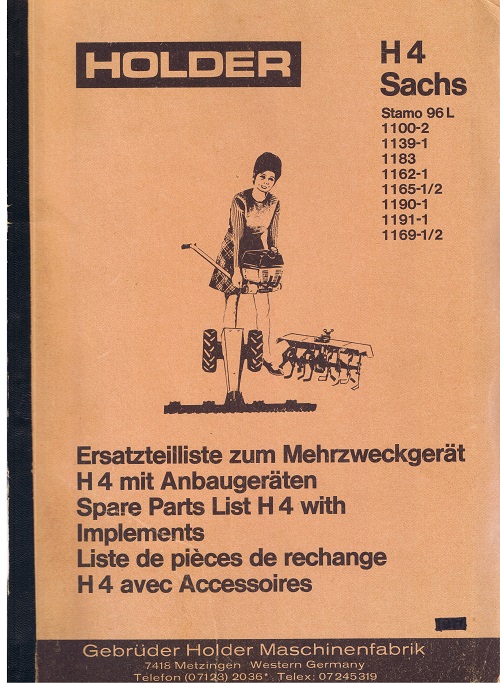 HOLDER
H 4
Sachs
Stamo 96 L
1100-2
1139-1
1183
1162-1
1165-1/2
1190-1
1191-1
1169-1/2
Ersatzteilliste zum Mehrzweckgerät
H 4 mit Anbaugeräten
Spare Parts List H 4 with
Implements
Liste de pièces de rechange
H 4 avec Accessoires
Gebrüder Holder Maschinenfabrik
7418 Metzingen Western Germany
Telefon (07123) 2036* Telex: 07245319